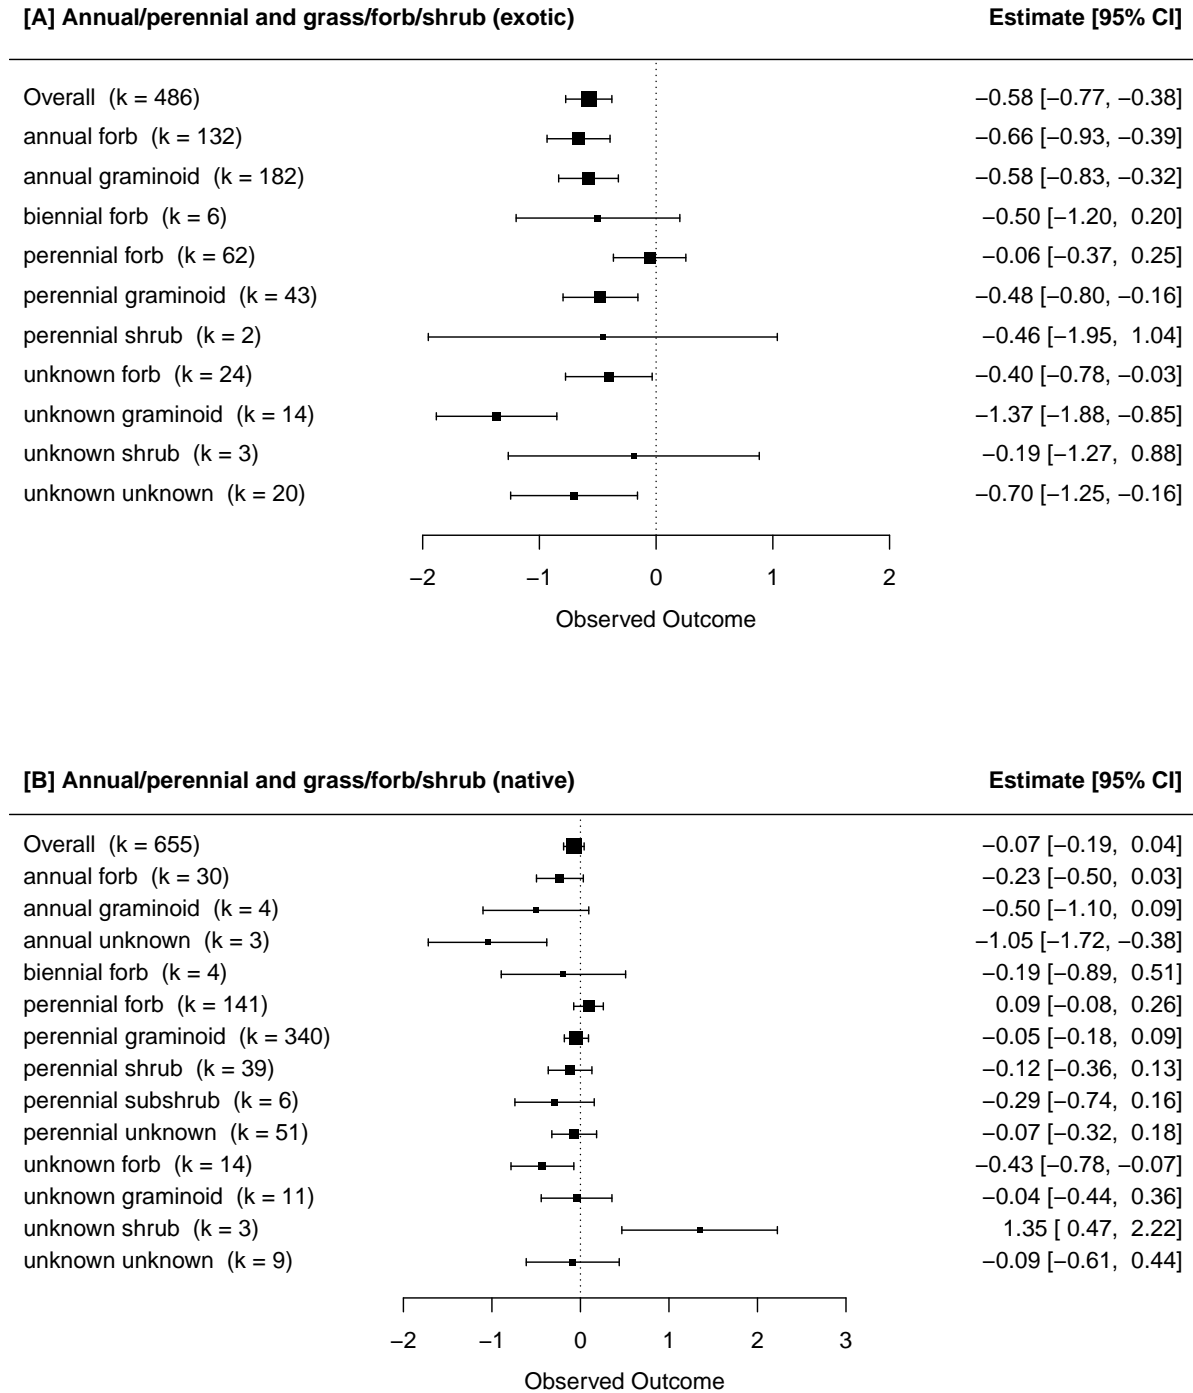 [A] Annual/perennial and grass/forb/shrub (exotic) Estimate [95% CI]
Overall (k = 486) −0.58 [−0.77, −0.38]
annual forb (k = 132) −0.66 [−0.93, −0.39]
annual graminoid (k = 182) −0.58 [−0.83, −0.32]
biennial forb (k = 6) −0.50 [−1.20, 0.20]
perennial forb (k = 62) −0.06 [−0.37, 0.25]
perennial graminoid (k = 43) −0.48 [−0.80, −0.16]
perennial shrub (k = 2) −0.46 [−1.95, 1.04]
unknown forb (k = 24) −0.40 [−0.78, −0.03]
unknown graminoid (k = 14) −1.37 [−1.88, −0.85]
unknown shrub (k = 3) −0.19 [−1.27, 0.88]
unknown unknown (k = 20) −0.70 [−1.25, −0.16]
−2 −1 0 1 2
Observed Outcome
[B] Annual/perennial and grass/forb/shrub (native) Estimate [95% CI]
Overall (k = 655) −0.07 [−0.19, 0.04]
annual forb (k = 30) −0.23 [−0.50, 0.03]
annual graminoid (k = 4) −0.50 [−1.10, 0.09]
annual unknown (k = 3) −1.05 [−1.72, −0.38]
biennial forb (k = 4) −0.19 [−0.89, 0.51]
perennial forb (k = 141) 0.09 [−0.08, 0.26]
perennial graminoid (k = 340) −0.05 [−0.18, 0.09]
perennial shrub (k = 39) −0.12 [−0.36, 0.13]
perennial subshrub (k = 6) −0.29 [−0.74, 0.16]
perennial unknown (k = 51) −0.07 [−0.32, 0.18]
unknown forb (k = 14) −0.43 [−0.78, −0.07]
unknown graminoid (k = 11) −0.04 [−0.44, 0.36]
unknown shrub (k = 3) 1.35 [ 0.47, 2.22]
unknown unknown (k = 9) −0.09 [−0.61, 0.44]
−2 −1 0 1 2 3
Observed Outcome